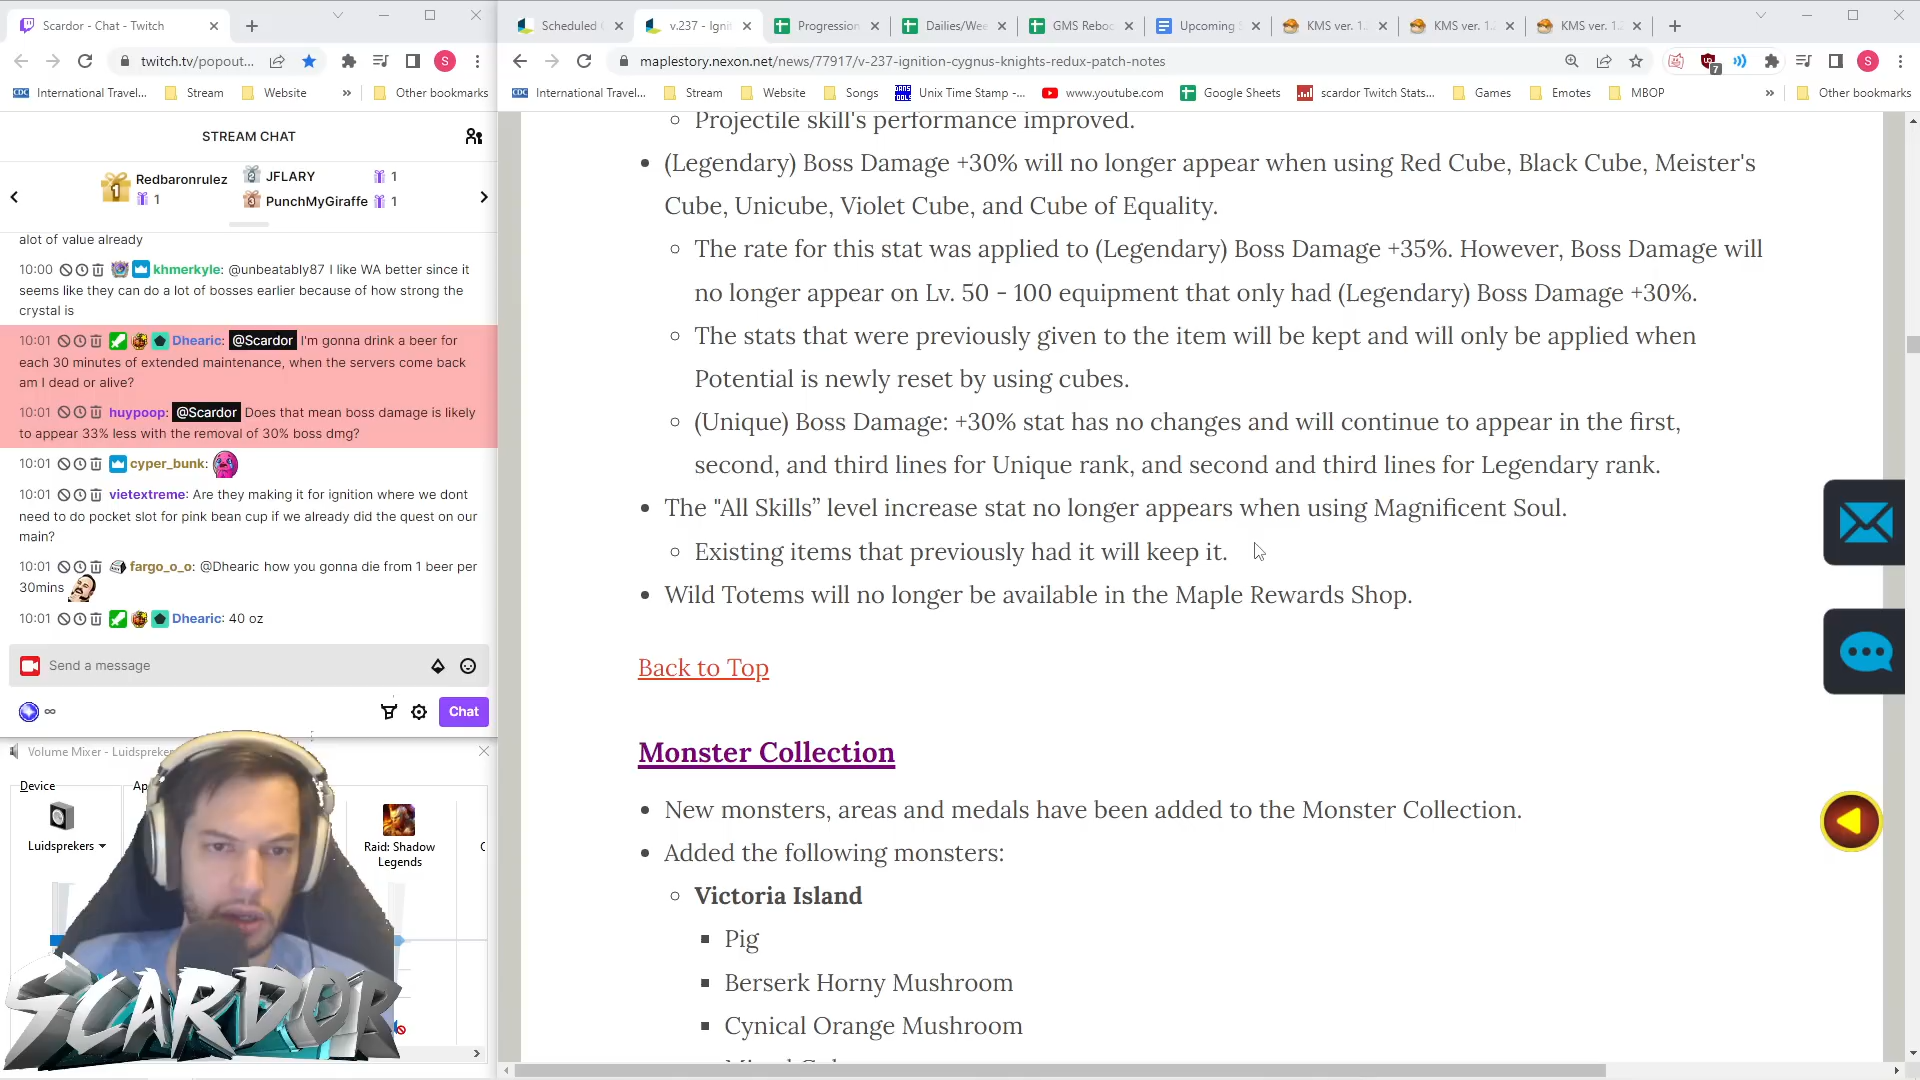 Scardor - Chat - Twitch
Scheduled
v.237 - Igni
Progression
Dailies/Wee
GMS Reboo
Upcoming S
KMS ver. 1.
KMS ver. 1.
KMS ver. 1.
twitch.tv/popout...
maplestory.nexon.net/news/77917/v-237-ignition-cygnus-knights-redux-patch-notes
International Travel...
Stream
Website
Other bookmarks
International Travel...
Stream
Website
Songs
Unix Time Stamp -...
www.youtube.com
Google Sheets
scardor Twitch Stats...
Games
Emotes
MBOP
Other bookmarks
STREAM CHAT
Redbaronrulez
1
JFLARY 1
PunchMyGiraffe 1
alot of value already
10:00 khmerkyle: @unbeatably87 I like WA better since it
seems like they can do a lot of bosses earlier because of how strong the
crystal is
10:01 Dhearic: @Scardor I'm gonna drink a beer for
each 30 minutes of extended maintenance, when the servers come back
am I dead or alive?
10:01 huypoop: @Scardor Does that mean boss damage is likely
to appear 33% less with the removal of 30% boss dmg?
10:01 cyper_bunk:
10:01 vietextreme: Are they making it for ignition where we dont
need to do pocket slot for pink bean cup if we already did the quest on our
main?
10:01 fargo_o_o: @Dhearic how you gonna die from 1 beer per
30mins
10:01 Dhearic: 40 oz
Send a message
∞
Chat
Volume Mixer - Luidspreke
Device
Ap
Luidsprekers
Raid: Shadow
Legends
SCARDOR
Projectile skill's performance improved.
(Legendary) Boss Damage +30% will no longer appear when using Red Cube, Black Cube, Meister's
Cube, Unicube, Violet Cube, and Cube of Equality.
The rate for this stat was applied to (Legendary) Boss Damage +35%. However, Boss Damage will
no longer appear on Lv. 50 - 100 equipment that only had (Legendary) Boss Damage +30%.
The stats that were previously given to the item will be kept and will only be applied when
Potential is newly reset by using cubes.
(Unique) Boss Damage: +30% stat has no changes and will continue to appear in the first,
second, and third lines for Unique rank, and second and third lines for Legendary rank.
The "All Skills” level increase stat no longer appears when using Magnificent Soul.
Existing items that previously had it will keep it.
Wild Totems will no longer be available in the Maple Rewards Shop.
Back to Top
Monster Collection
New monsters, areas and medals have been added to the Monster Collection.
Added the following monsters:
Victoria Island
Pig
Berserk Horny Mushroom
Cynical Orange Mushroom